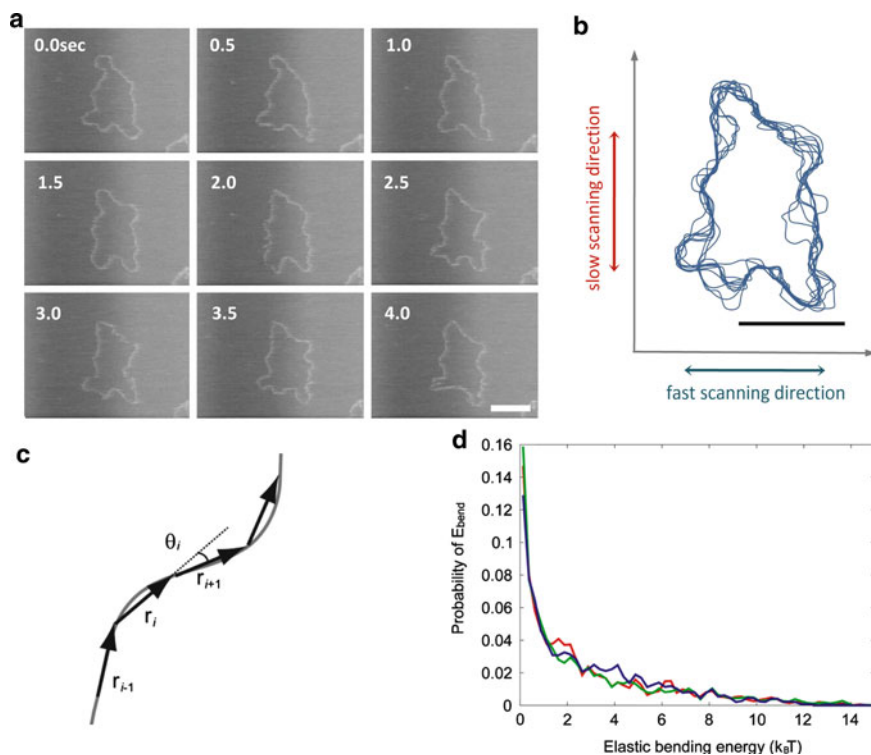 a
0.0sec
0.5
1.0
1.5
2.0
2.5
3.0
3.5
4.0
b
slow scanning direction
fast scanning direction
c
θi
ri+1
ri
ri-1
d
0.16
0.14
0.12
0.1
0.08
0.06
0.04
0.02
0
Probability of Ebend
0 2 4 6 8 10 12 14
Elastic bending energy (kBT)